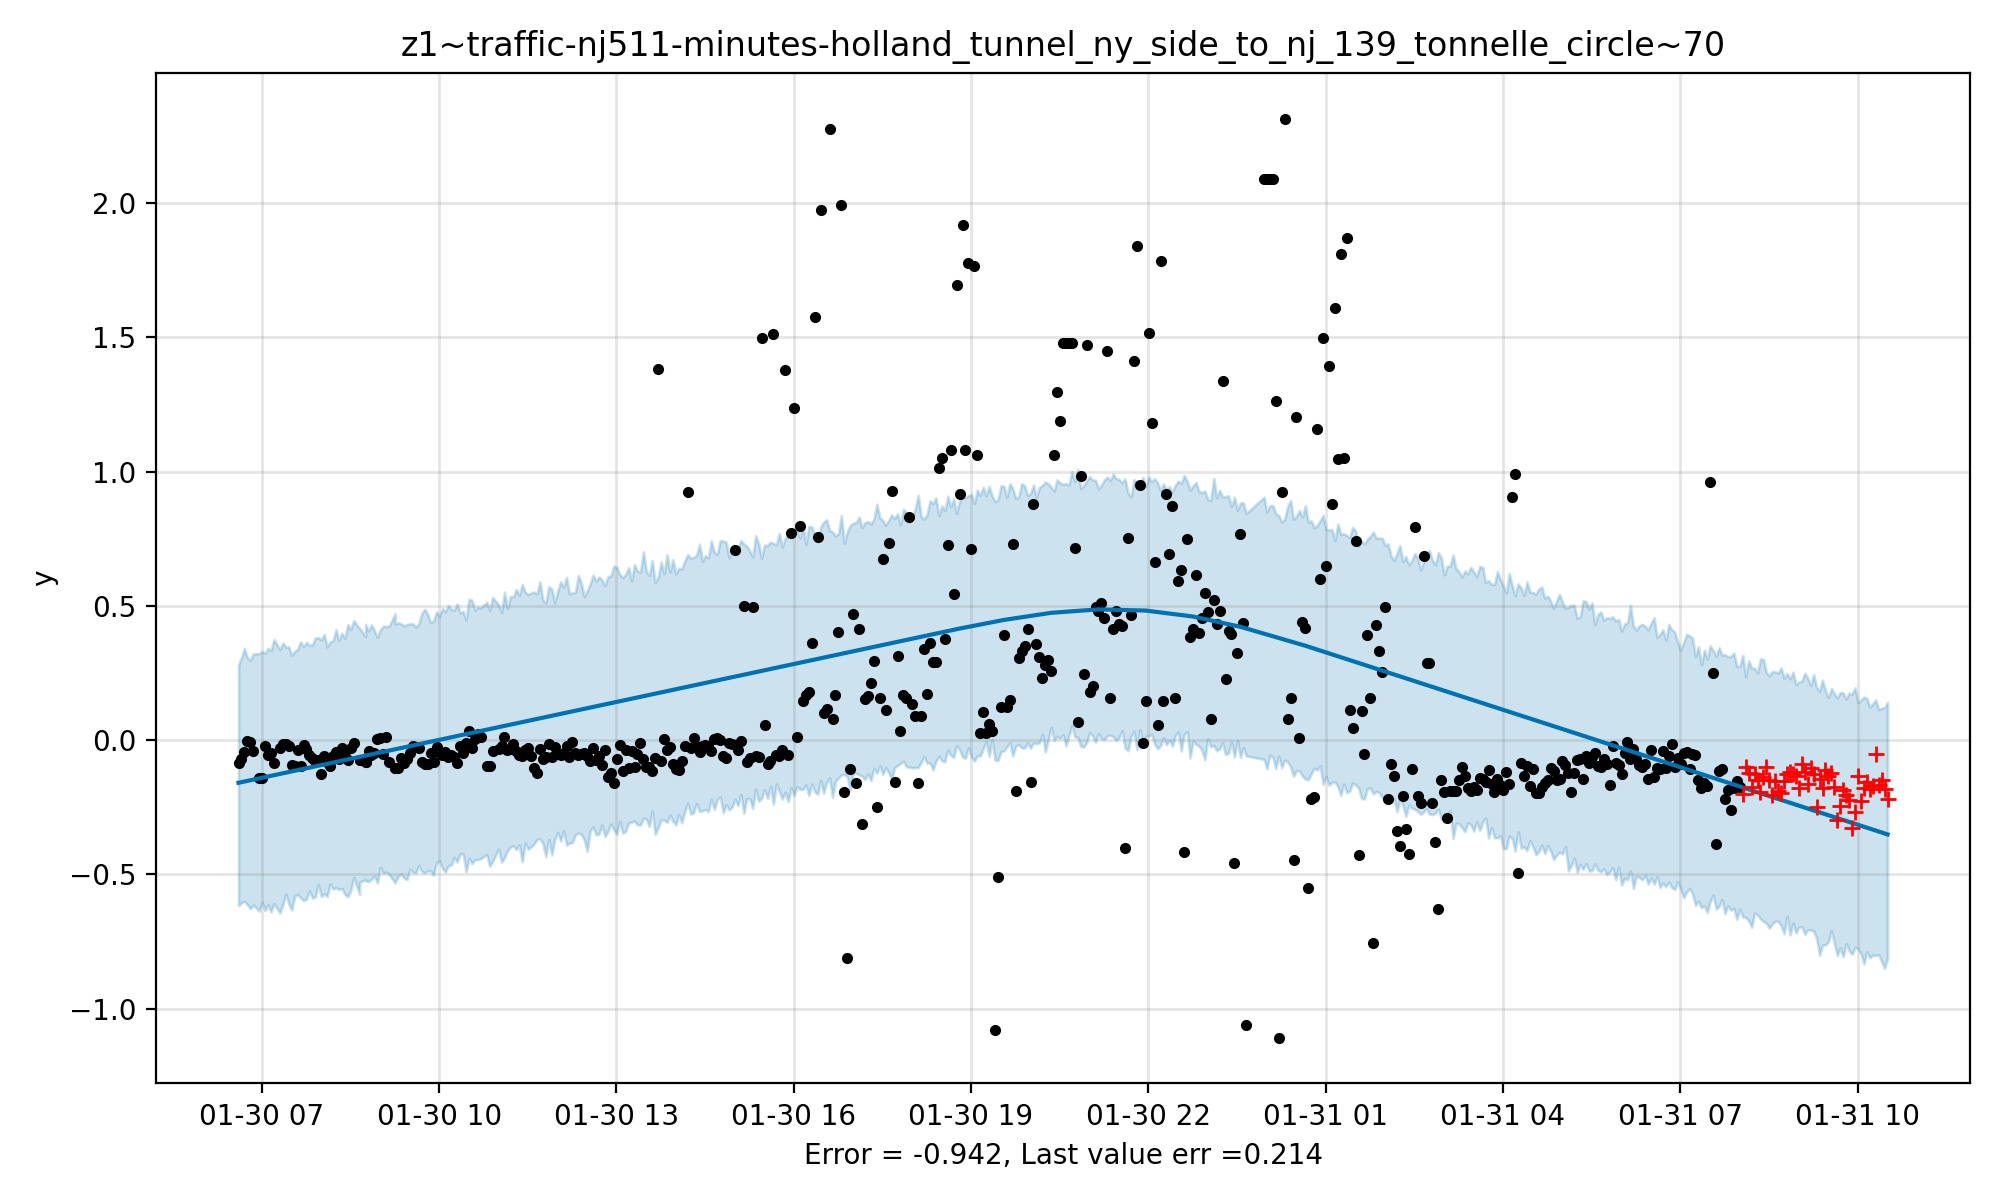 z1~traffic-nj511-minutes-holland_tunnel_ny_side_to_nj_139_tonnelle_circle~70
2.0
1.5
1.0
0.5
0.0
−0.5
−1.0
y
01-30 07 01-30 10 01-30 13 01-30 16 01-30 19 01-30 22 01-31 01 01-31 04 01-31 07 01-31 10
Error = -0.942, Last value err =0.214